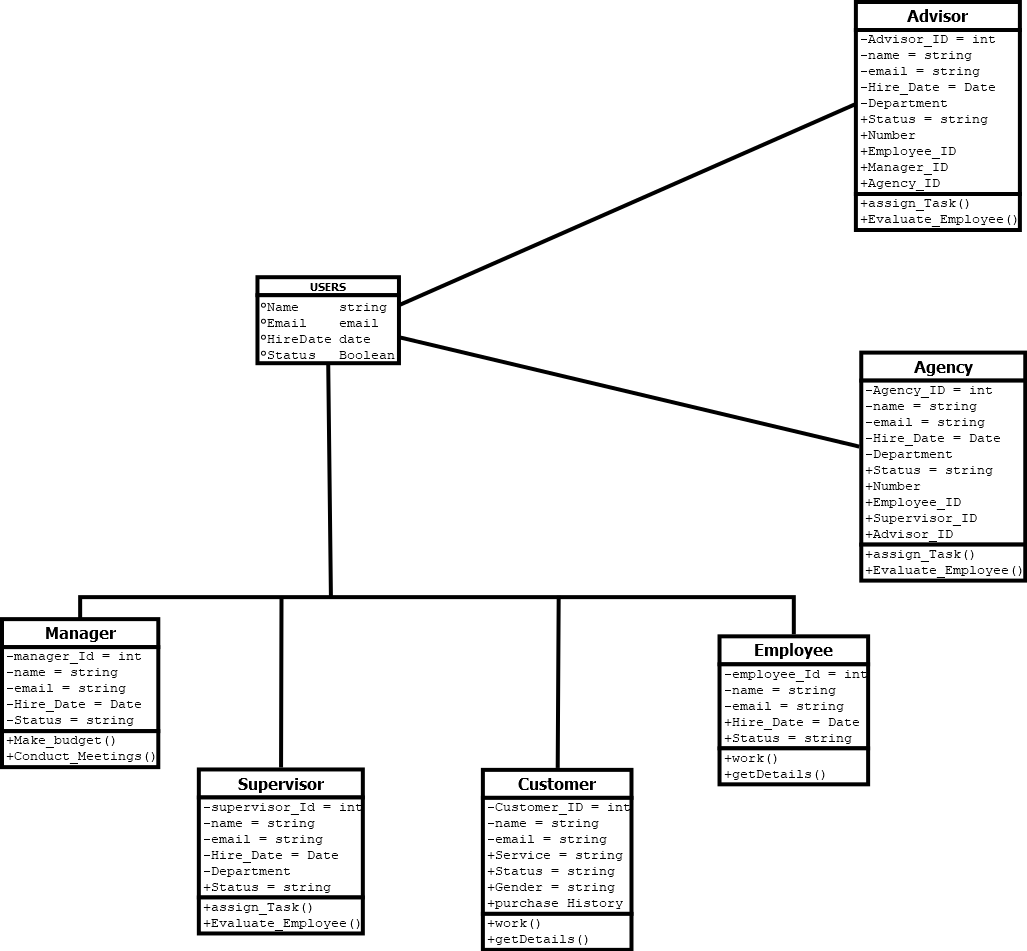 Advisor
-Advisor_ID = int
-name = string
-email = string
-Hire_Date = Date
-Department
+Status = string
+Number
+Employee_ID
+Manager_ID
+Agency_ID
+assign_Task()
+Evaluate_Employee()
USERS
Name string
Email email
HireDate date
Status Boolean
Agency
-Agency_ID = int
-name = string
-email = string
-Hire_Date = Date
-Department
+Status = string
+Number
+Employee_ID
+Supervisor_ID
+Advisor_ID
+assign_Task()
+Evaluate_Employee()
Manager
-manager_Id = int
-name = string
-email = string
-Hire_Date = Date
-Status = string
+Make_budget()
+Conduct_Meetings()
Supervisor
-supervisor_Id = int
-name = string
-email = string
-Hire_Date = Date
-Department
+Status = string
+assign_Task()
+Evaluate_Employee()
Customer
-Customer_ID = int
-name = string
-email = string
+Service = string
+Status = string
+Gender = string
+purchase History
+work()
+getDetails()
Employee
-employee_Id = int
-name = string
-email = string
+Hire_Date = Date
+Status = string
+work()
+getDetails()